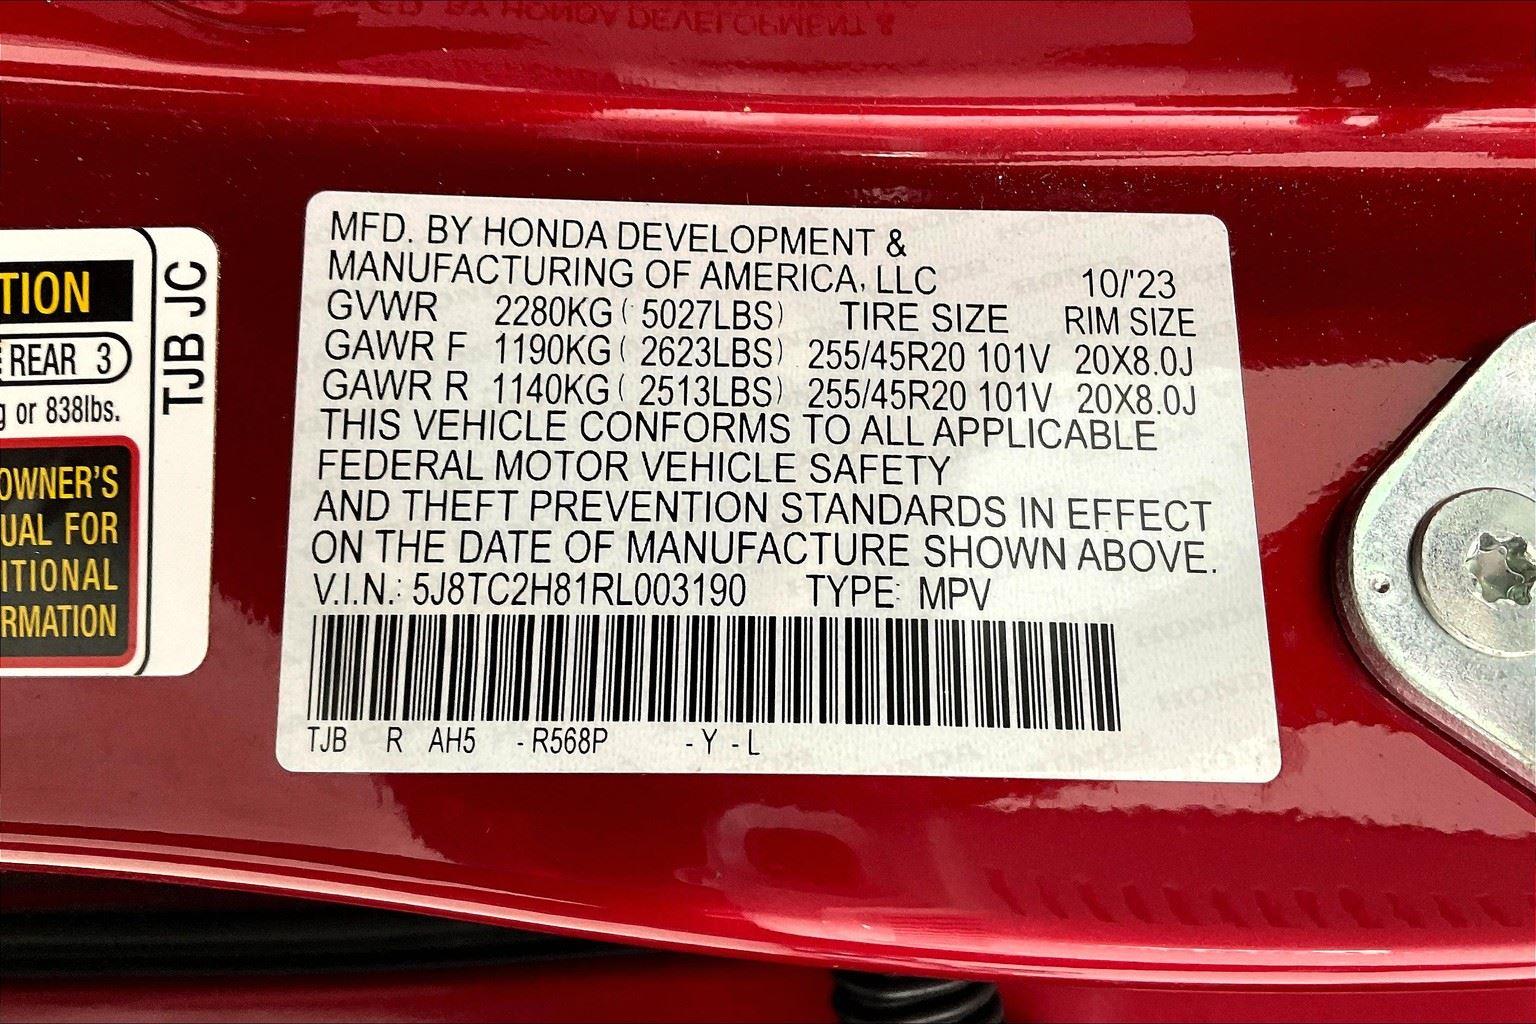 MFD. BY HONDA DEVELOPMENT &
MANUFACTURING OF AMERICA, LLC 10/'23
GVWR 2280KG ( 5027LBS) TIRE SIZE RIM SIZE
GAWR F 1190KG ( 2623LBS) 255/45R20 101V 20X8.0J
GAWR R 1140KG ( 2513LBS) 255/45R20 101V 20X8.0J
THIS VEHICLE CONFORMS TO ALL APPLICABLE
FEDERAL MOTOR VEHICLE SAFETY
AND THEFT PREVENTION STANDARDS IN EFFECT
ON THE DATE OF MANUFACTURE SHOWN ABOVE.
V.I.N.: 5J8TC2H81RL003190 TYPE: MPV
TJB R AH5 - R568P - Y - L
TION
REAR 3
or 838lbs.
OWNER'S
UAL FOR
ITIONAL
RMATION
TJB JC